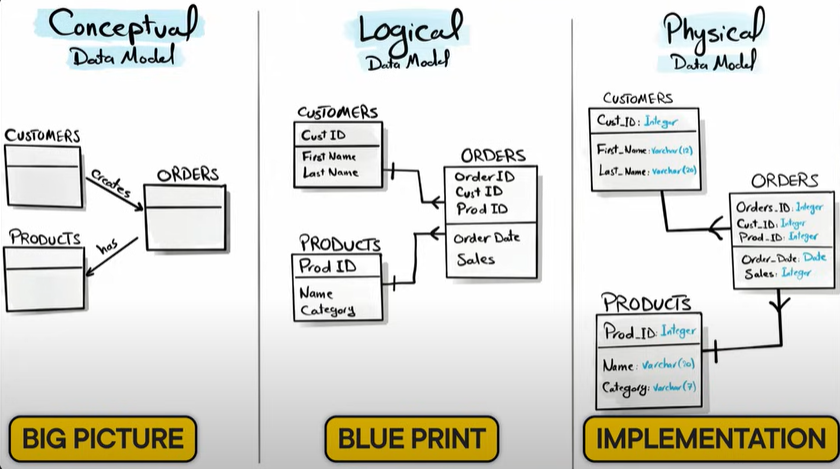 Conceptual
Data Model
CUSTOMERS
creates
ORDERS
PRODUCTS
has
BIG PICTURE
Logical
Data Model
CUSTOMERS
Cust ID
First Name
Last Name
ORDERS
Order ID
Cust ID
Prod ID
Order Date
Sales
PRODUCTS
Prod ID
Name
Category
BLUE PRINT
Physical
Data Model
CUSTOMERS
Cust_ID: Integer
First_Name: Varchar(12)
Last_Name: Varchar(20)
ORDERS
Orders_ID: Integer
Cust_ID: Integer
Prod_ID: Integer
Order_Date: Date
Sales: Integer
PRODUCTS
Prod_ID: Integer
Name: Varchar(20)
Category: Varchar(7)
IMPLEMENTATION